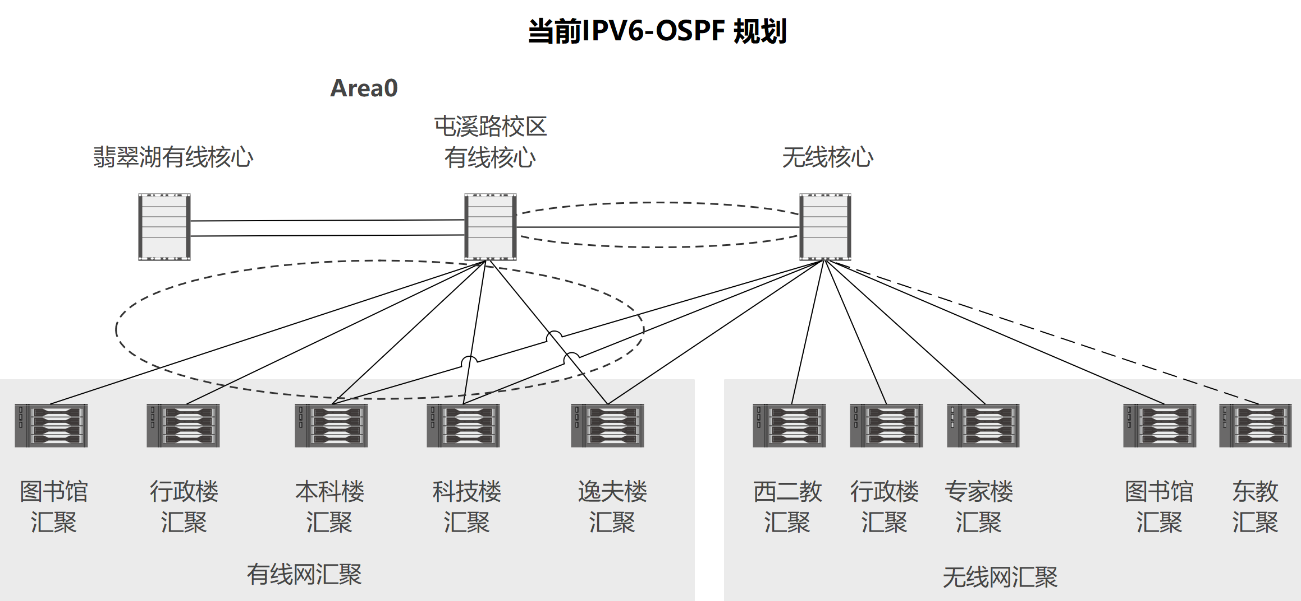 当前IPV6-OSPF 规划
Area0
屯溪路校区
有线核心
翡翠湖有线核心
无线核心
图书馆
汇聚
行政楼
汇聚
本科楼
汇聚
科技楼
汇聚
逸夫楼
汇聚
西二教
汇聚
行政楼
汇聚
专家楼
汇聚
图书馆
汇聚
东教
汇聚
有线网汇聚
无线网汇聚